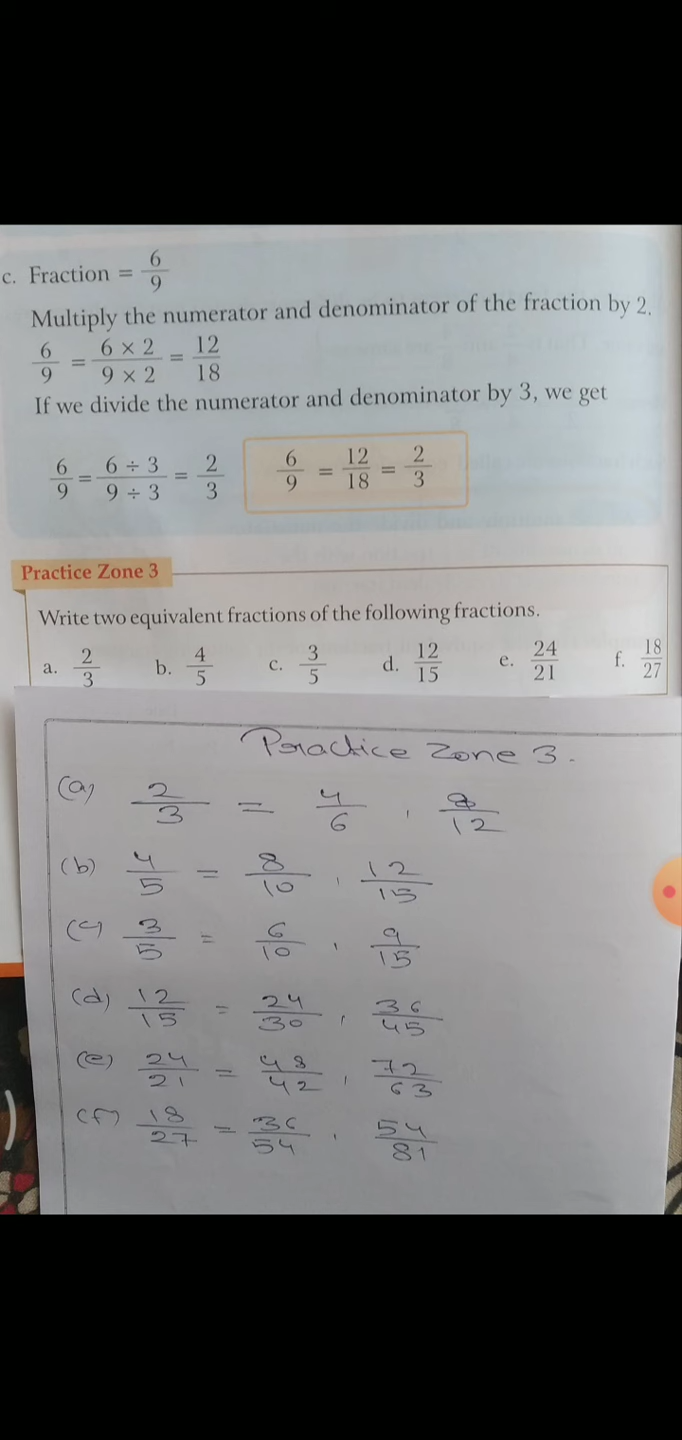 c. Fraction = 6/9
Multiply the numerator and denominator of the fraction by 2.
6/9 = (6 × 2)/(9 × 2) = 12/18
If we divide the numerator and denominator by 3, we get
6/9 = (6 ÷ 3)/(9 ÷ 3) = 2/3    6/9 = 12/18 = 2/3
Practice Zone 3
Write two equivalent fractions of the following fractions.
a. 2/3  b. 4/5  c. 3/5  d. 12/15  e. 24/21  f. 18/27
Practice Zone 3.
(a) 2/3 = 4/6 , 8/12
(b) 4/5 = 8/10 , 12/15
(c) 3/5 = 6/10 , 9/15
(d) 12/15 = 24/30 , 36/45
(e) 24/21 = 48/42 , 72/63
(f) 18/27 = 36/54 , 54/81